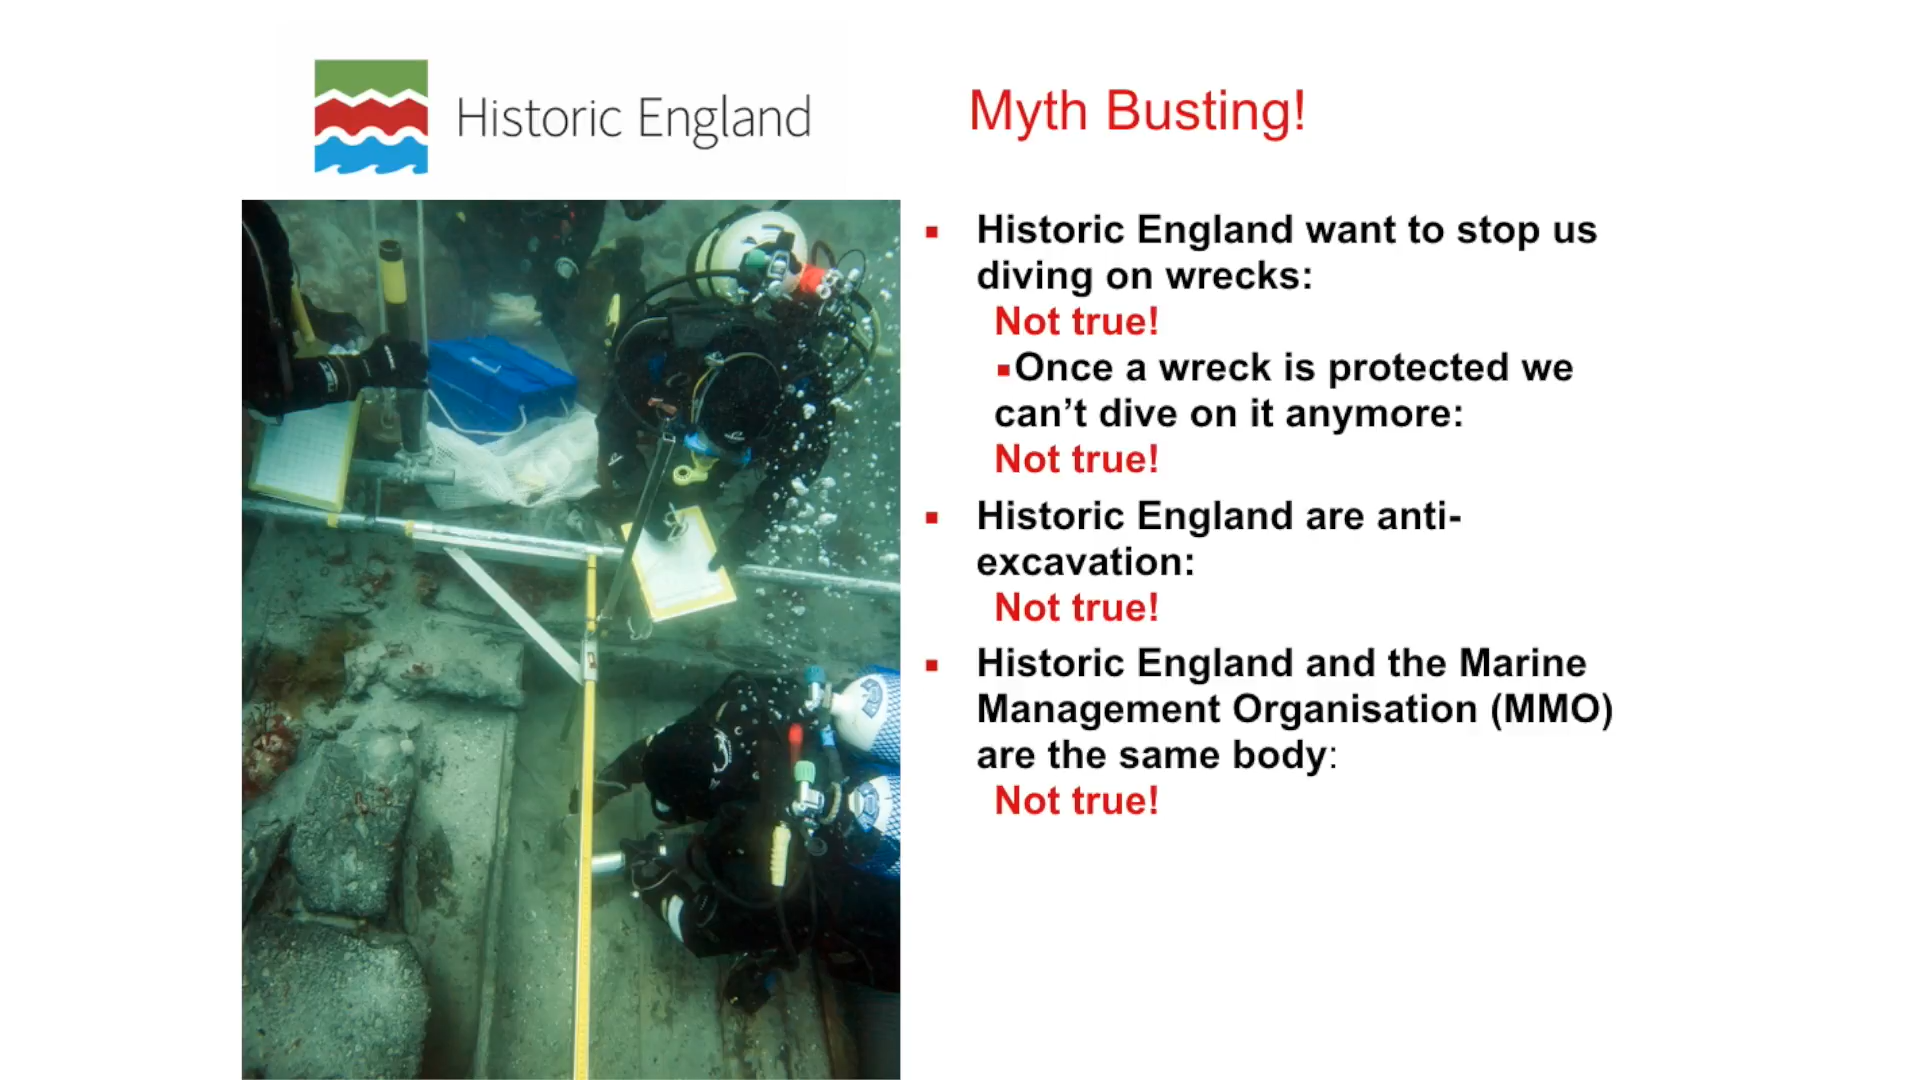 Historic England
Myth Busting!
▪ Historic England want to stop us
diving on wrecks:
Not true!
▪Once a wreck is protected we
can’t dive on it anymore:
Not true!
▪ Historic England are anti-
excavation:
Not true!
▪ Historic England and the Marine
Management Organisation (MMO)
are the same body:
Not true!